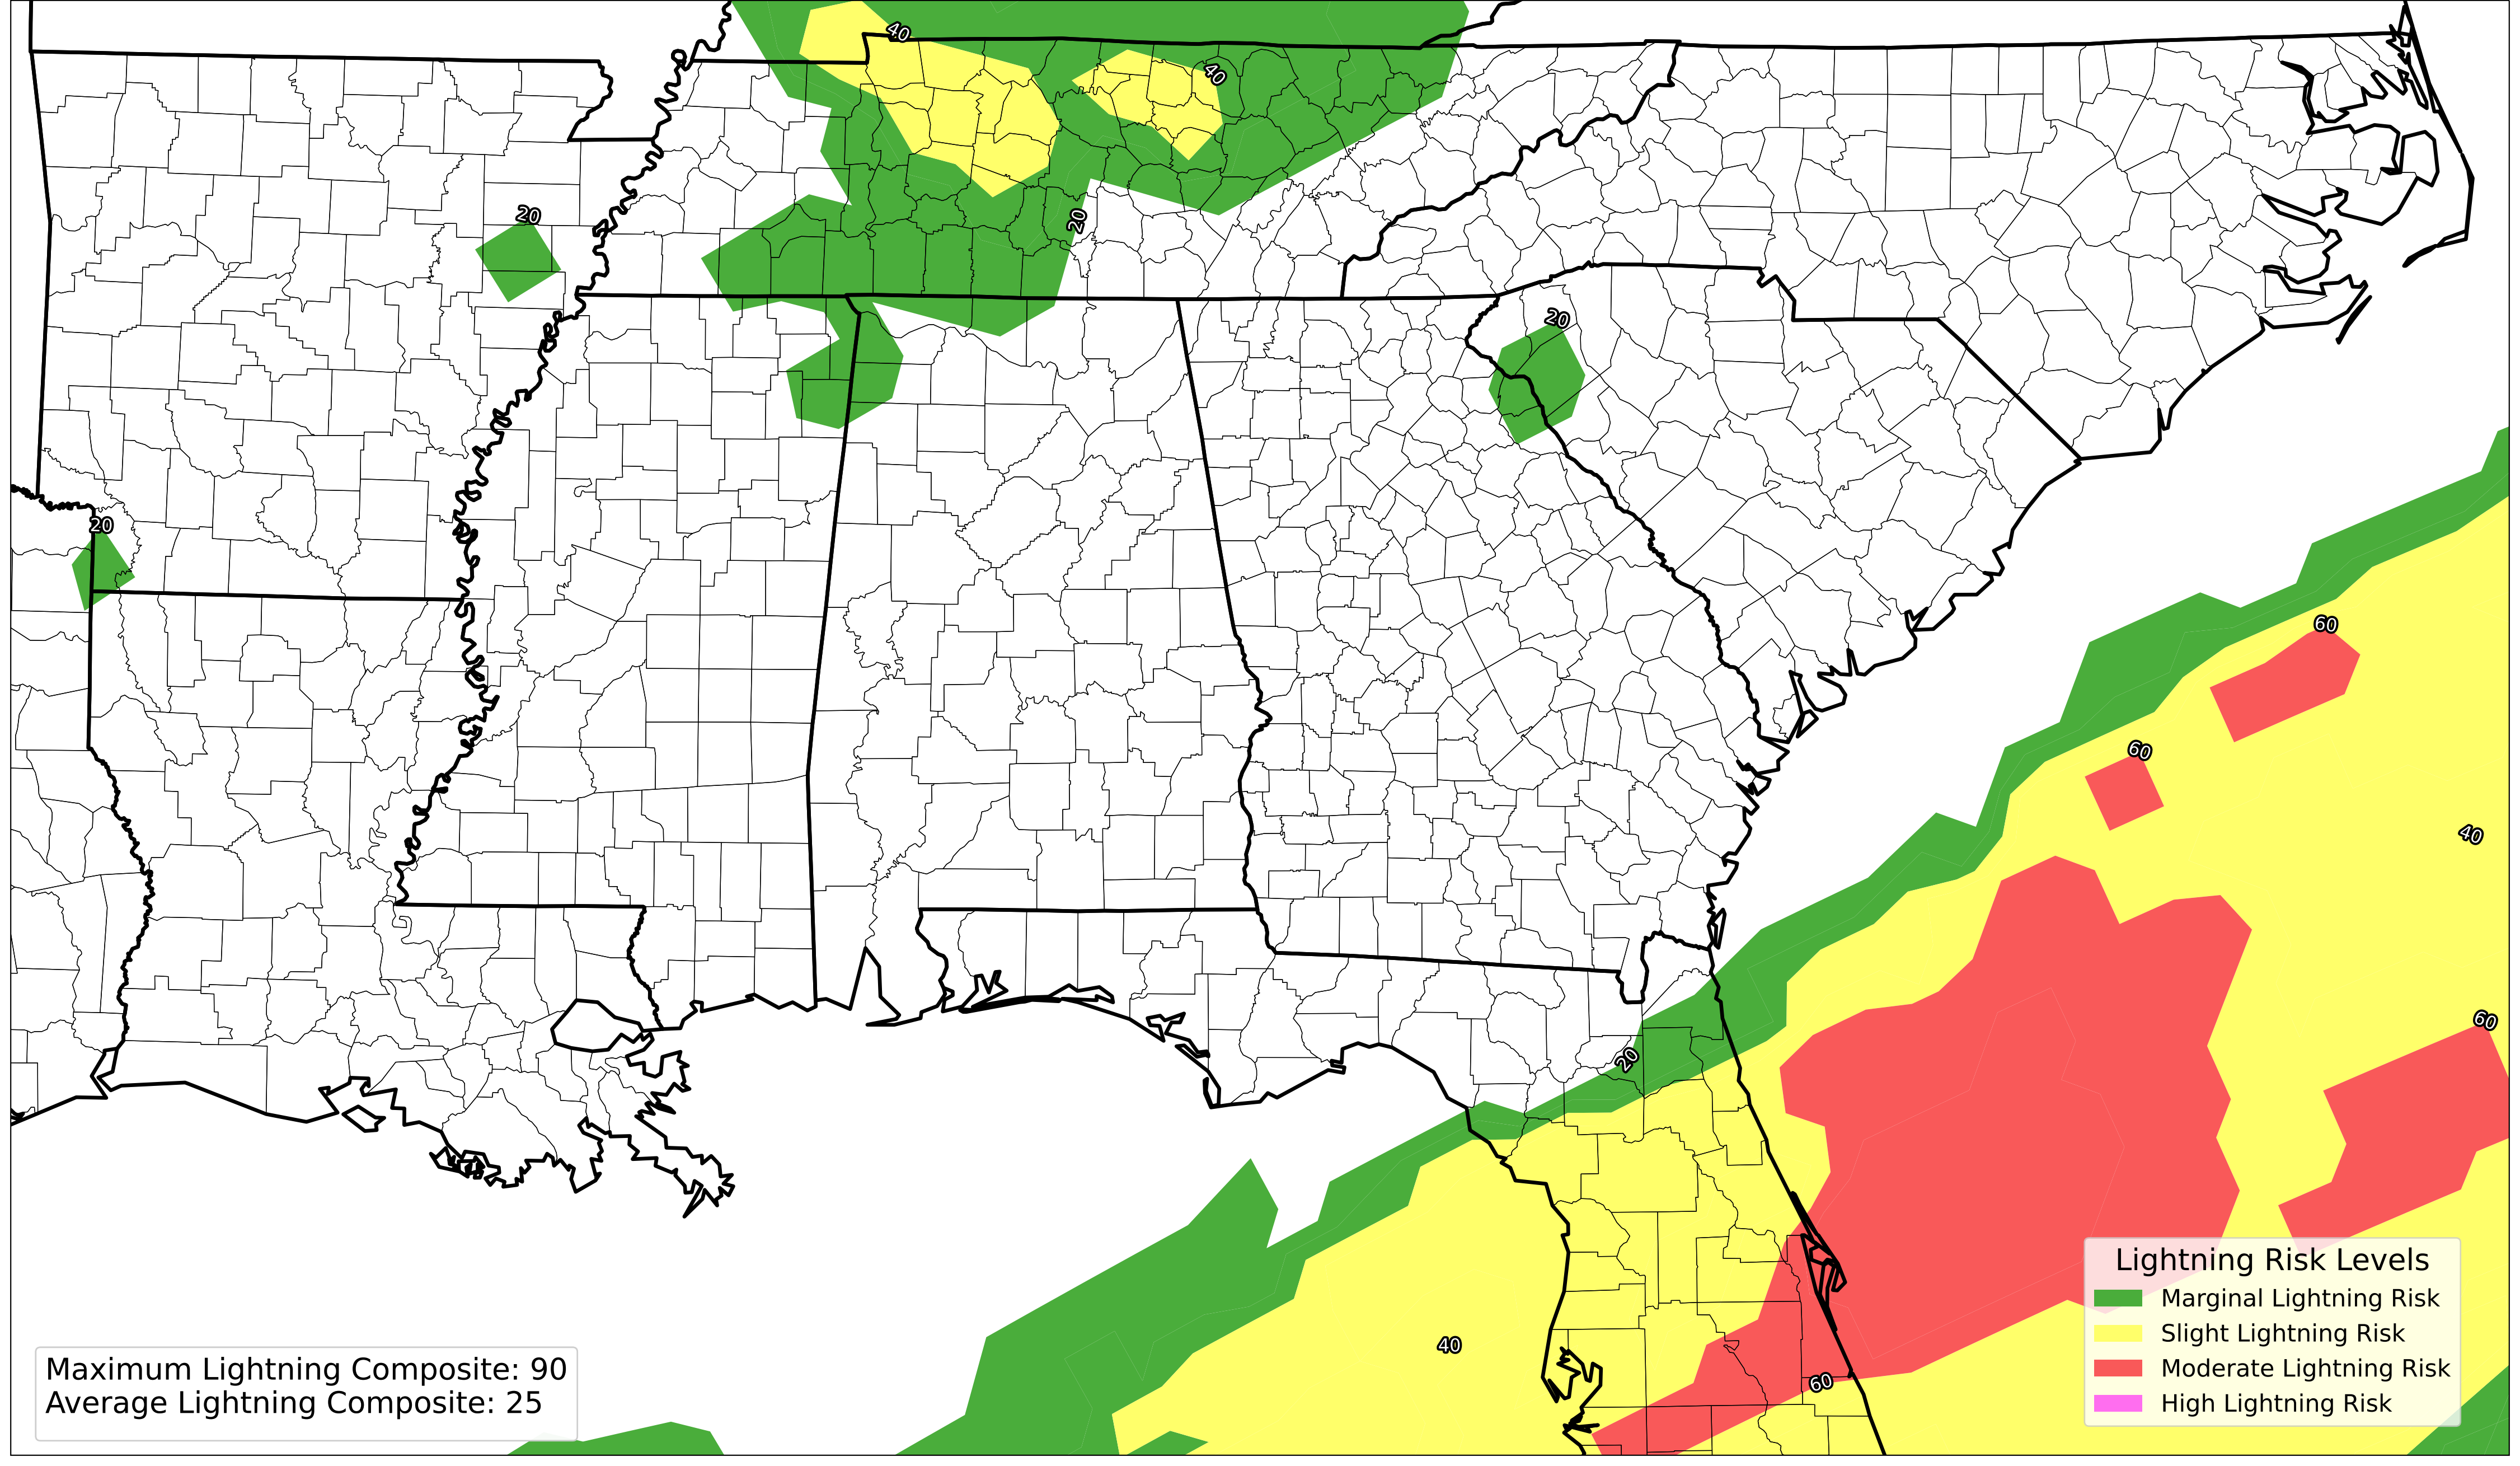 40
40
20
20
20
20
60
60
40
60
20
40
60
Lightning Risk Levels
Marginal Lightning Risk
Slight Lightning Risk
Moderate Lightning Risk
High Lightning Risk
Maximum Lightning Composite: 90
Average Lightning Composite: 25